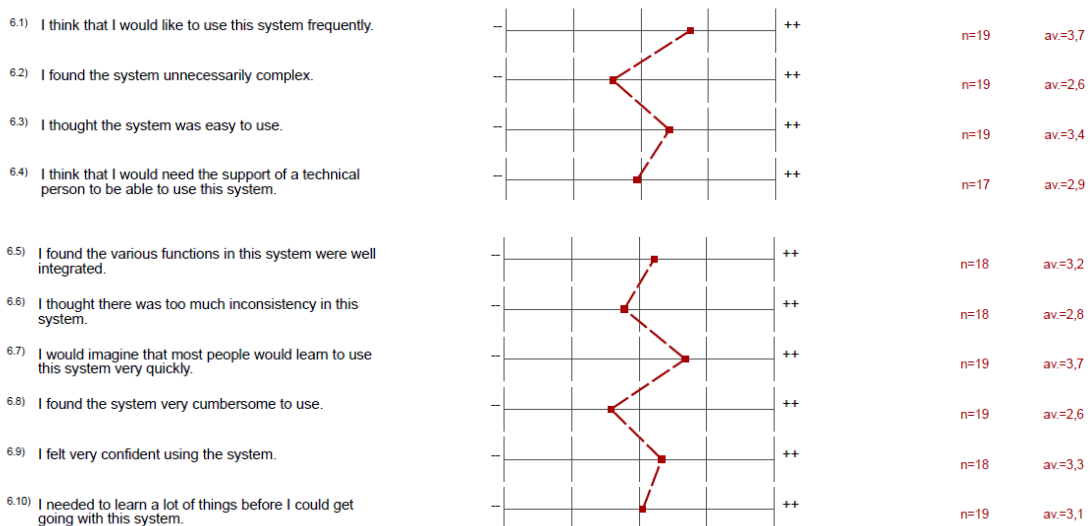 6.1) I think that I would like to use this system frequently. -- ++ n=19 av.=3,7
6.2) I found the system unnecessarily complex. -- ++ n=19 av.=2,6
6.3) I thought the system was easy to use. -- ++ n=19 av.=3,4
6.4) I think that I would need the support of a technical
person to be able to use this system. -- ++ n=17 av.=2,9
6.5) I found the various functions in this system were well
integrated. -- ++ n=18 av.=3,2
6.6) I thought there was too much inconsistency in this
system. -- ++ n=18 av.=2,8
6.7) I would imagine that most people would learn to use
this system very quickly. -- ++ n=19 av.=3,7
6.8) I found the system very cumbersome to use. -- ++ n=19 av.=2,6
6.9) I felt very confident using the system. -- ++ n=18 av.=3,3
6.10) I needed to learn a lot of things before I could get
going with this system. -- ++ n=19 av.=3,1